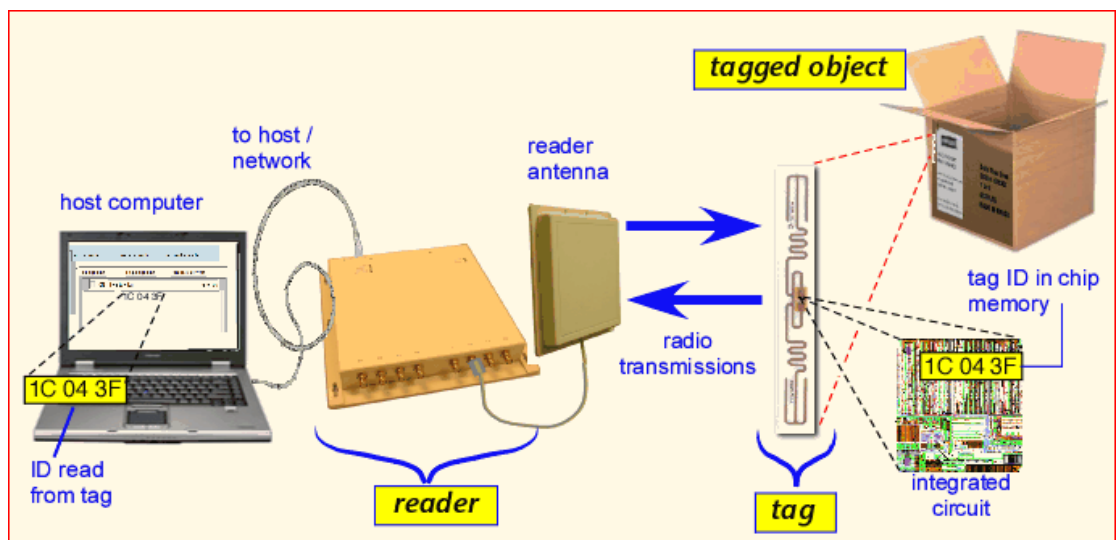 tagged object
to host /
network
reader
antenna
host computer
1C 04 3F
1C 04 3F
ID read
from tag
radio
transmissions
tag ID in chip
memory
1C 04 3F
integrated
circuit
reader
tag